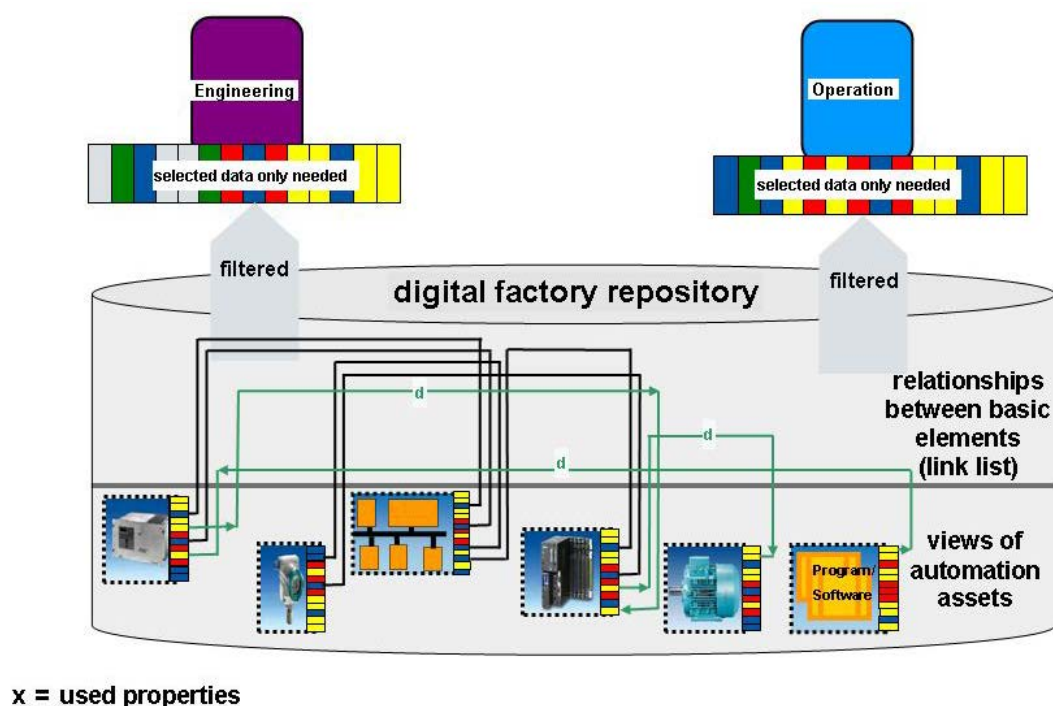 Engineering
Operation
selected data only needed
selected data only needed
filtered
filtered
digital factory repository
relationships
between basic
elements
(link list)
d
d
d
views of
automation
assets
Program/
Software
x = used properties